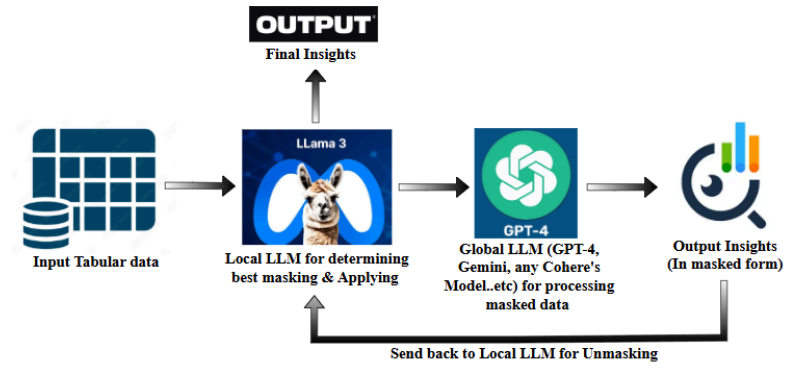 OUTPUT
Final Insights
LLama 3
Input Tabular data
Local LLM for determining
best masking & Applying
GPT-4
Global LLM (GPT-4,
Gemini, any Cohere's
Model..etc) for processing
masked data
Output Insights
(In masked form)
Send back to Local LLM for Unmasking